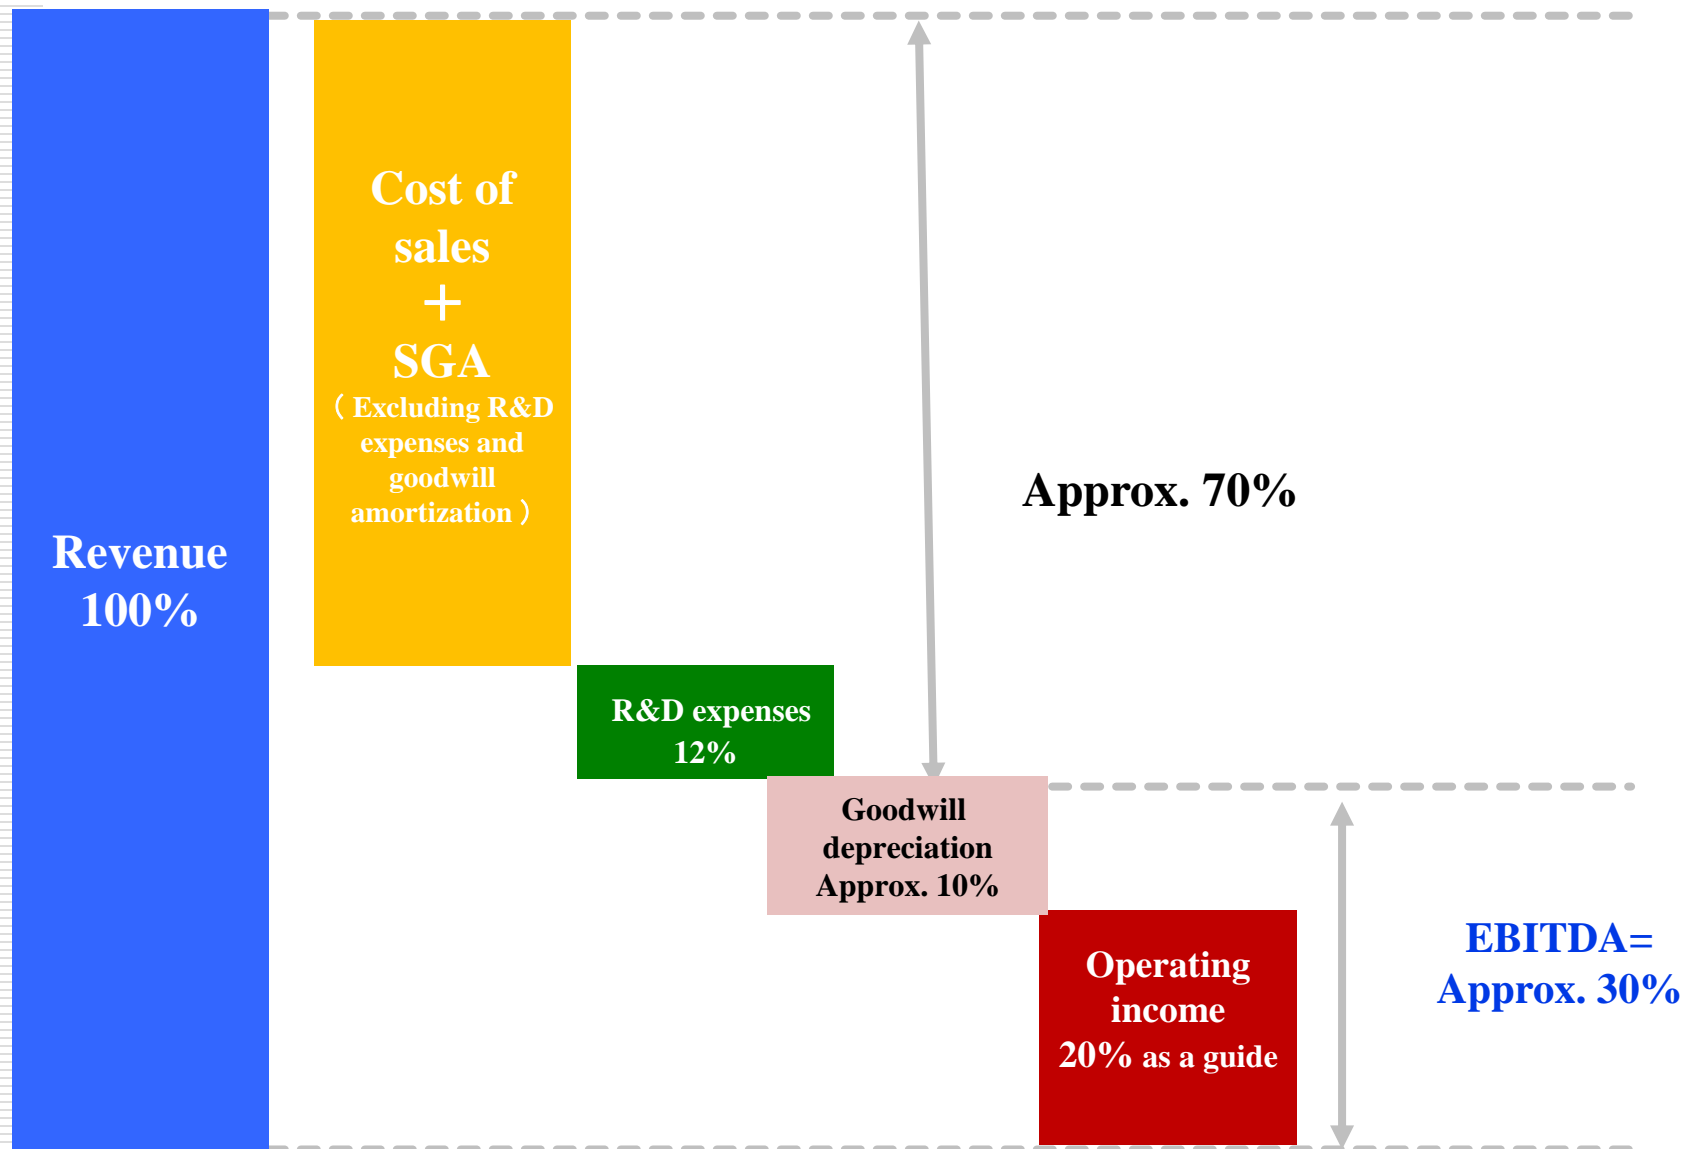 Revenue
100%
Cost of
sales
＋
SGA
（ Excluding R&D
expenses and
goodwill
amortization ）
R&D expenses
12%
Goodwill
depreciation
Approx. 10%
Operating
income
20% as a guide
Approx. 70%
EBITDA=
Approx. 30%